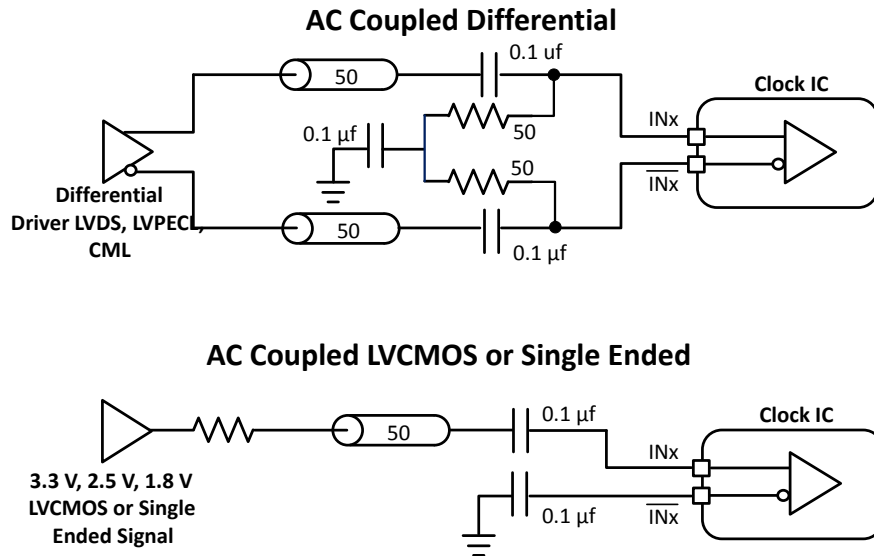 AC Coupled Differential
0.1 uf
50
Clock IC
INx
0.1 µf
50
50
INx
Differential
Driver LVDS, LVPECL,
CML
50
0.1 µf
AC Coupled LVCMOS or Single Ended
0.1 µf
Clock IC
50
INx
3.3 V, 2.5 V, 1.8 V
LVCMOS or Single
Ended Signal
0.1 µf
INx